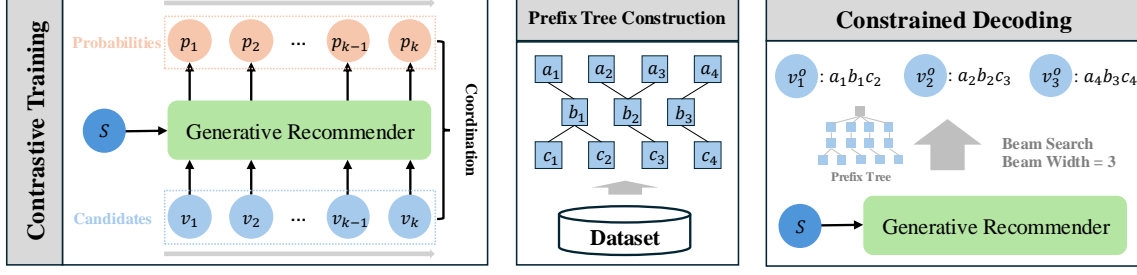 Contrastive Training
Probabilities
p₁ p₂ ... pₖ₋₁ pₖ
S
Generative Recommender
Coordination
Candidates
v₁ v₂ ... vₖ₋₁ vₖ
Prefix Tree Construction
a₁ a₂ a₃ a₄
b₁ b₂ b₃
c₁ c₂ c₃ c₄
Dataset
Constrained Decoding
v₁ᵒ : a₁b₁c₂ v₂ᵒ : a₂b₂c₃ v₃ᵒ : a₄b₃c₄
Prefix Tree
Beam Search
Beam Width = 3
S
Generative Recommender